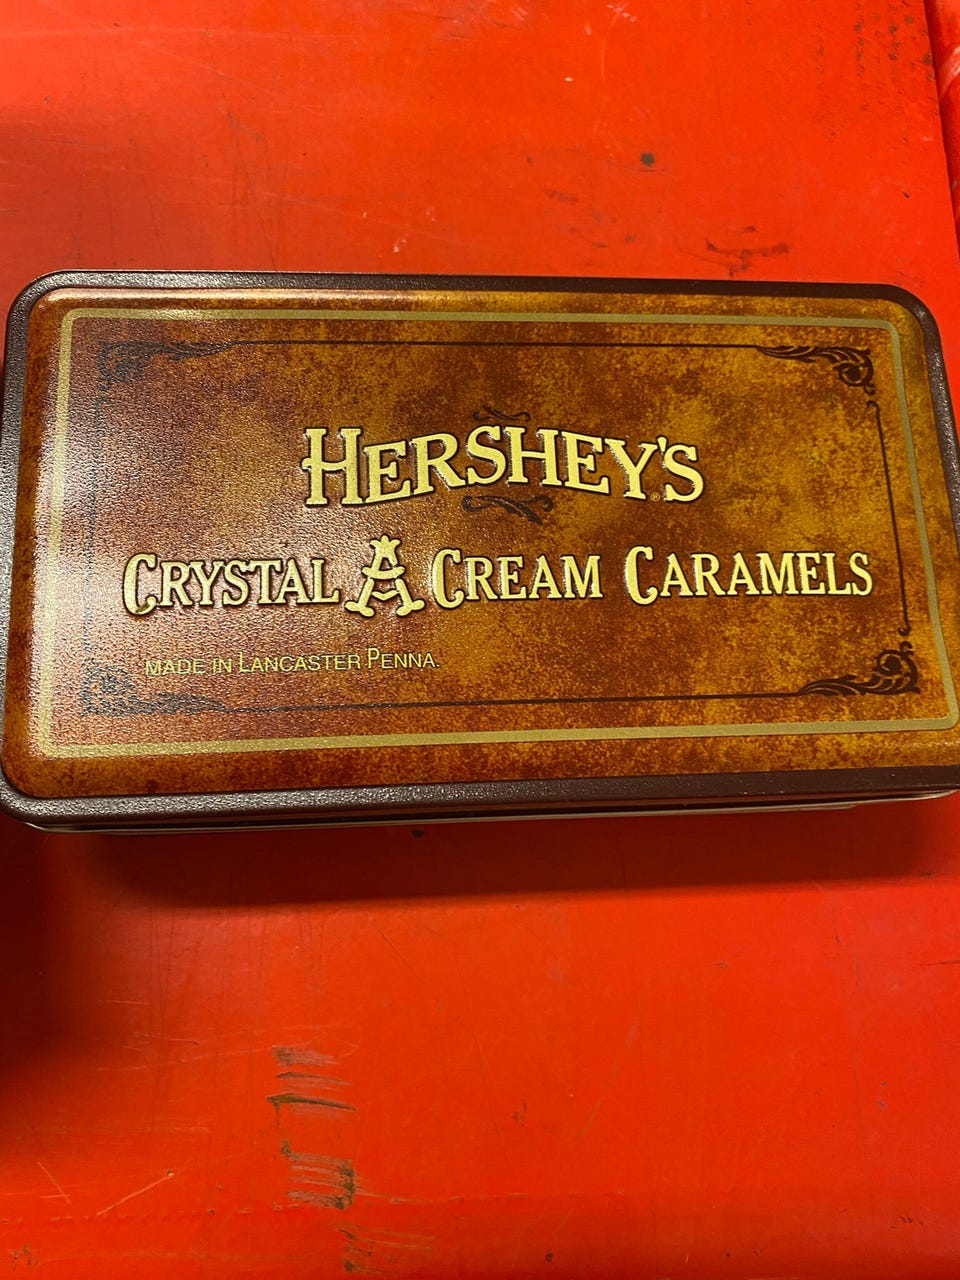 HERSHEY'S®
CRYSTAL A CREAM CARAMELS
MADE IN LANCASTER PENNA.